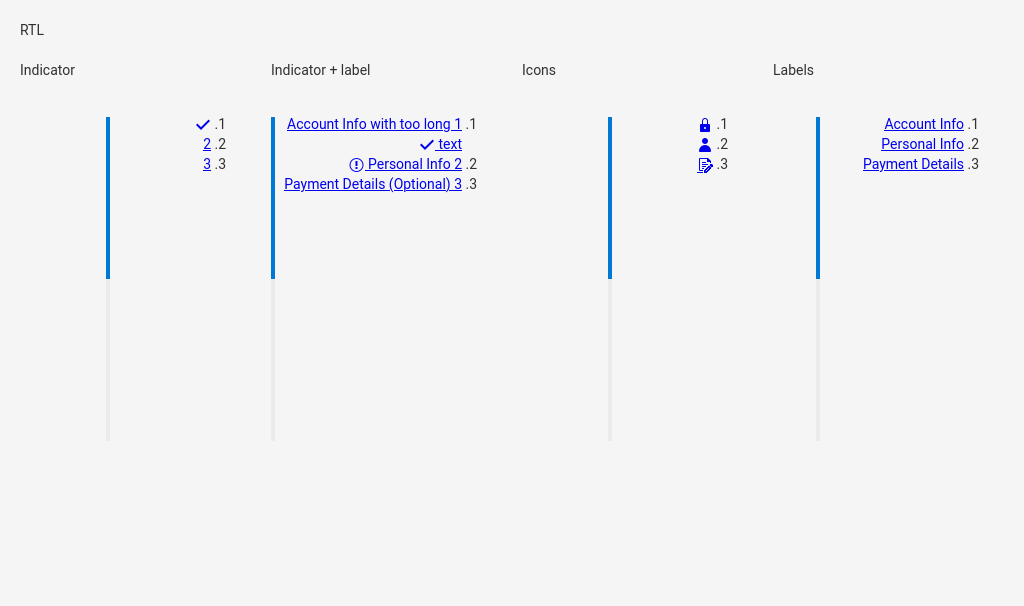 RTL
Indicator
Indicator + label
Icons
Labels
.1
2 .2
3 .3
Account Info with too long 1 .1
text
Personal Info 2 .2
Payment Details (Optional) 3 .3
.1
.2
.3
Account Info .1
Personal Info .2
Payment Details .3